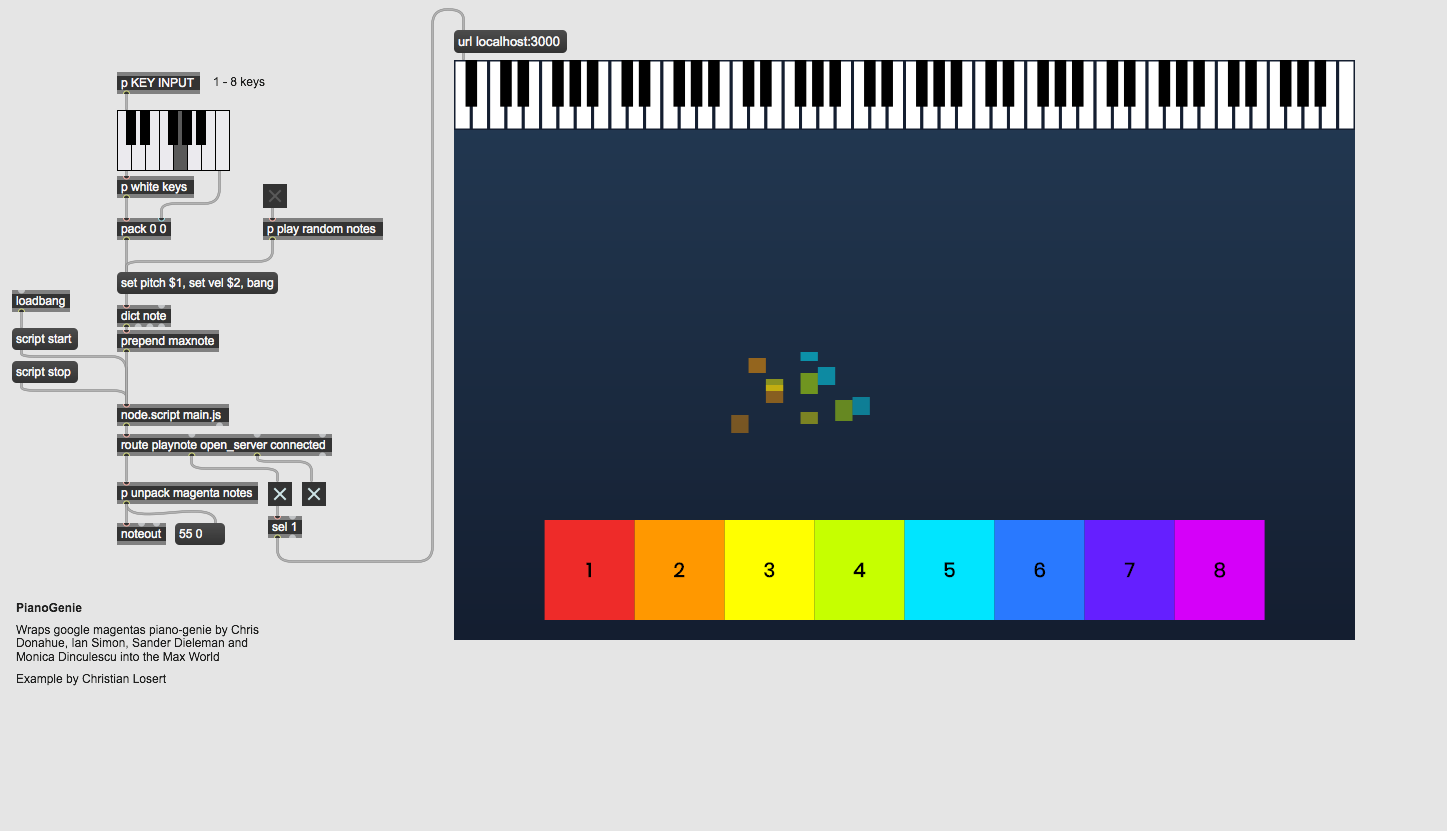 url localhost:3000
p KEY INPUT
1 - 8 keys
p white keys
pack 0 0
p play random notes
set pitch $1, set vel $2, bang
loadbang
dict note
script start
prepend maxnote
script stop
node.script main.js
route playnote open_server connected
p unpack magenta notes
noteout
55 0
sel 1
1
2
3
4
5
6
7
8
PianoGenie
Wraps google magentas piano-genie by Chris
Donahue, Ian Simon, Sander Dieleman and
Monica Dinculescu into the Max World
Example by Christian Losert